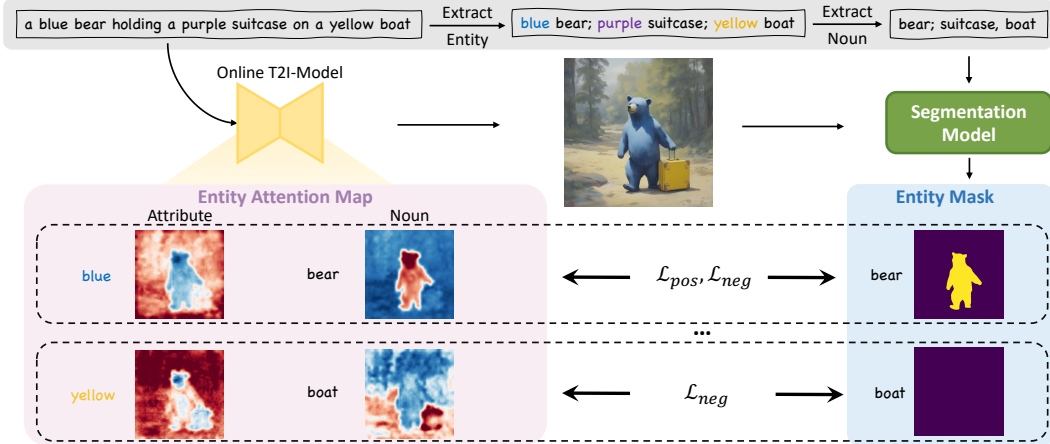 a blue bear holding a purple suitcase on a yellow boat
Extract
Entity
blue bear; purple suitcase; yellow boat
Extract
Noun
bear; suitcase, boat
Online T2I-Model
Segmentation
Model
Entity Attention Map
Entity Mask
Attribute
Noun
blue
bear
ℒpos, ℒneg
bear
...
yellow
boat
ℒneg
boat